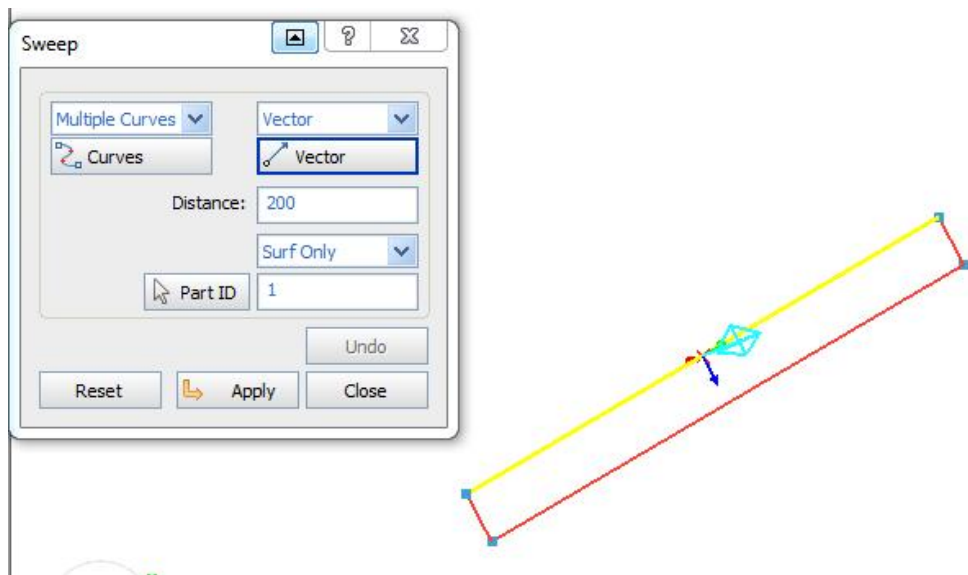 Sweep
?
Multiple Curves
Vector
Curves
Vector
Distance: 200
Surf Only
Part ID 1
Undo
Reset Apply Close